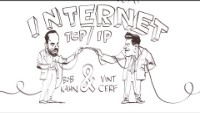 INTERNET
TCP/IP
BOB KAHN
&
VINT CERF